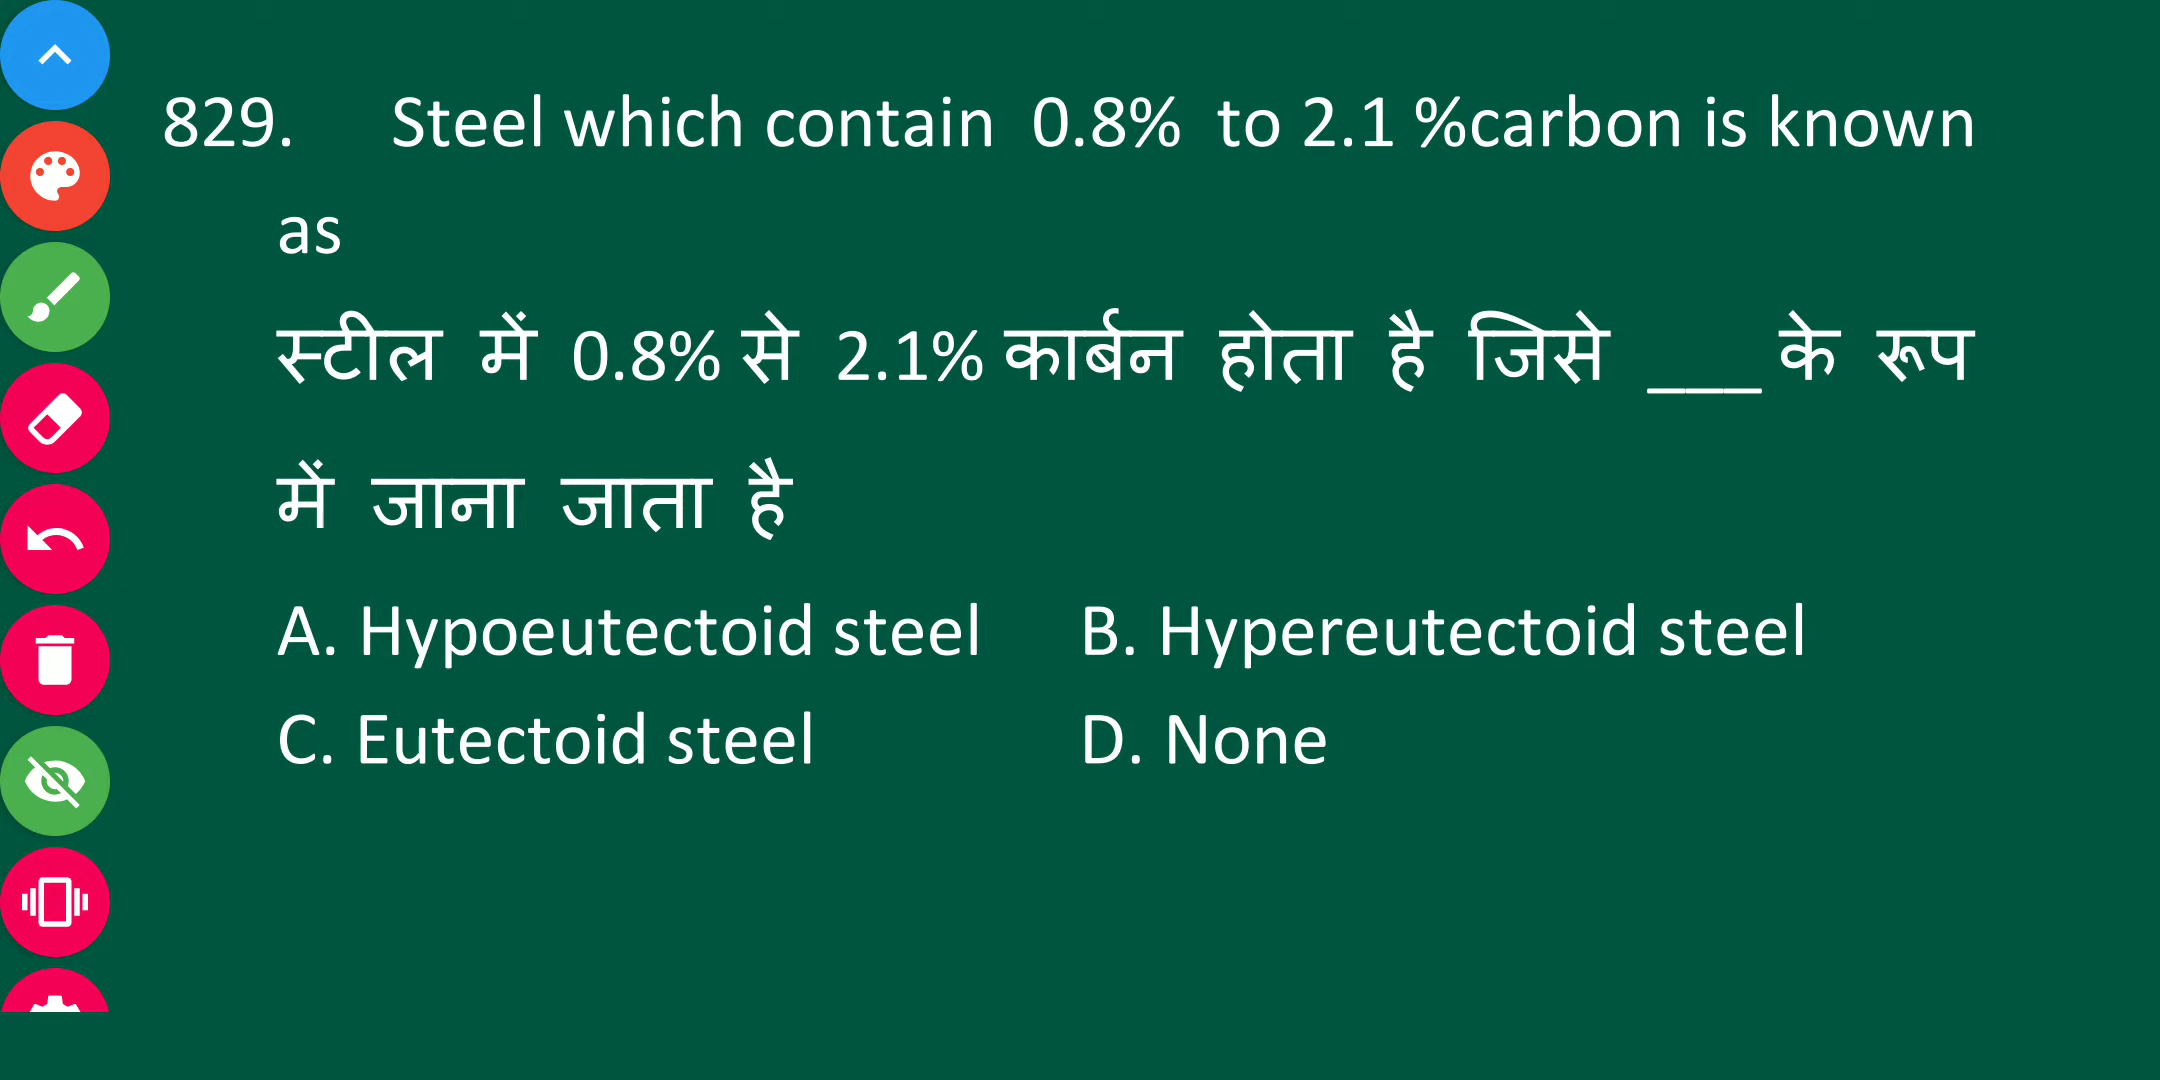 829. Steel which contain 0.8% to 2.1 %carbon is known
as
स्टील में 0.8% से 2.1% कार्बन होता है जिसे ___ के रूप
में जाना जाता है
A. Hypoeutectoid steel B. Hypereutectoid steel
C. Eutectoid steel D. None